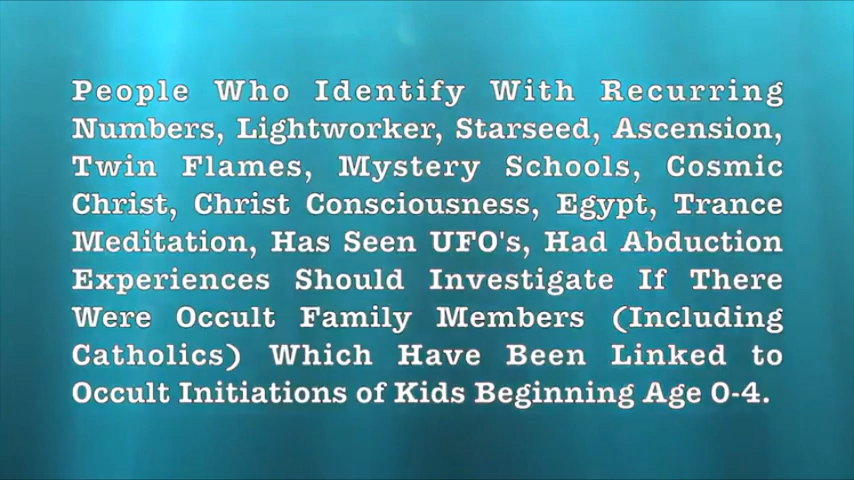 People Who Identify With Recurring
Numbers, Lightworker, Starseed, Ascension,
Twin Flames, Mystery Schools, Cosmic
Christ, Christ Consciousness, Egypt, Trance
Meditation, Has Seen UFO's, Had Abduction
Experiences Should Investigate If There
Were Occult Family Members (Including
Catholics) Which Have Been Linked to
Occult Initiations of Kids Beginning Age 0-4.